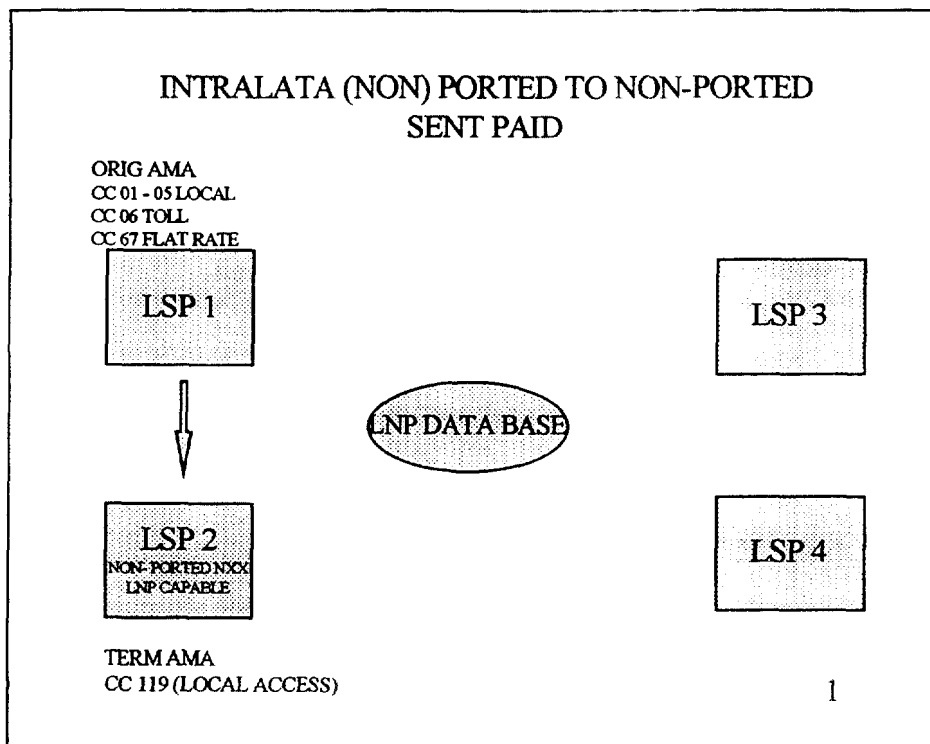 INTRALATA (NON) PORTED TO NON-PORTED
SENT PAID
ORIG AMA
CC 01 - 05 LOCAL
CC 06 TOLL
CC 67 FLAT RATE
LSP 1
LSP 3
LNP DATA BASE
LSP 2
NON- PORTED NXX
LNP CAPABLE
LSP 4
TERM AMA
CC 119 (LOCAL ACCESS)
1